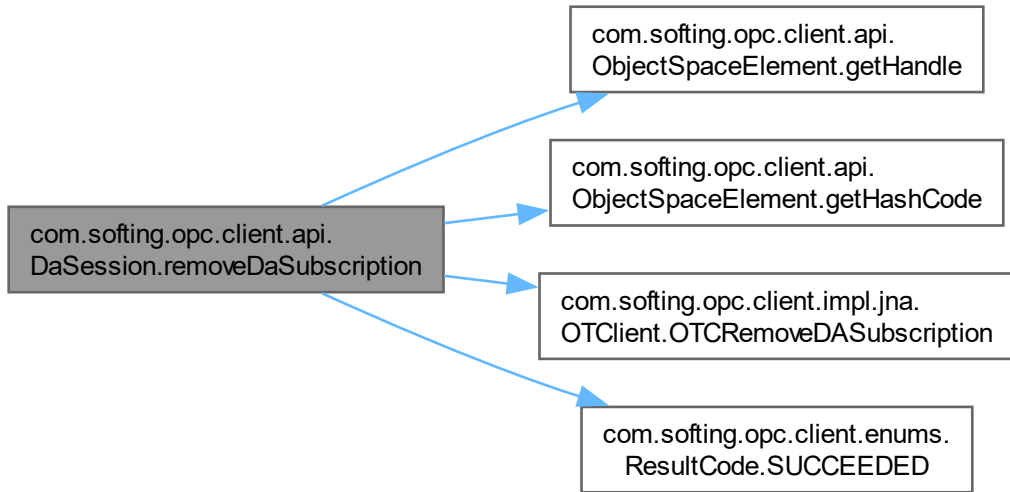 com.softing.opc.client.api.
ObjectSpaceElement.getHandle
com.softing.opc.client.api.
ObjectSpaceElement.getHashCode
com.softing.opc.client.api.
DaSession.removeDaSubscription
com.softing.opc.client.impl.jna.
OTClient.OTCRemoveDASubscription
com.softing.opc.client.enums.
ResultCode.SUCCEEDED